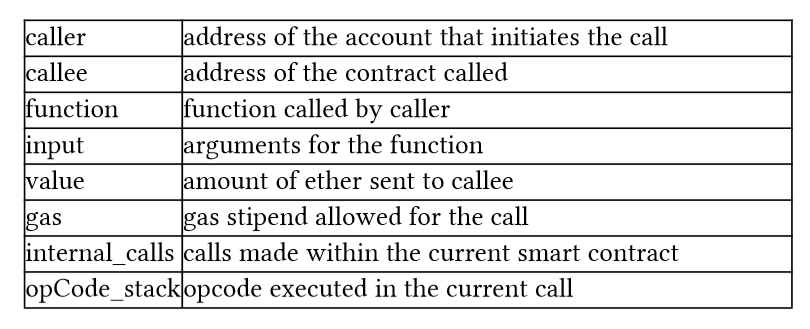 caller address of the account that initiates the call
callee address of the contract called
function function called by caller
input arguments for the function
value amount of ether sent to callee
gas gas stipend allowed for the call
internal_calls calls made within the current smart contract
opCode_stack opcode executed in the current call